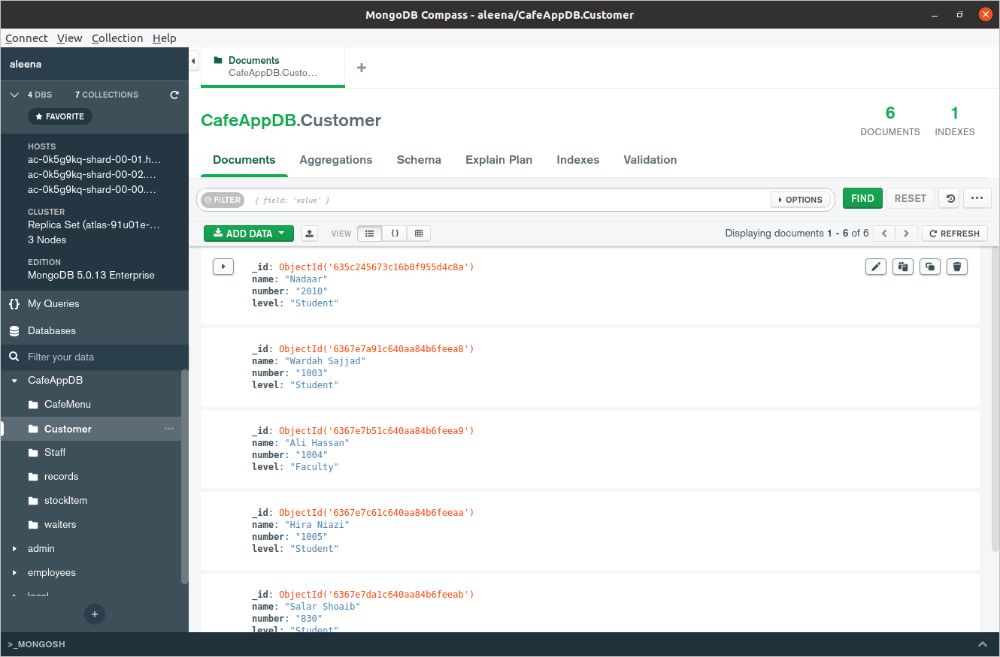 MongoDB Compass - aleena/CafeAppDB.Customer
Connect View Collection Help
aleena
4 DBS 7 COLLECTIONS
FAVORITE
HOSTS
ac-0k5g9kq-shard-00-01.h…
ac-0k5g9kq-shard-00-02.…
ac-0k5g9kq-shard-00-00.…
CLUSTER
Replica Set (atlas-91u01e-…
3 Nodes
EDITION
MongoDB 5.0.13 Enterprise
{} My Queries
Databases
Filter your data
CafeAppDB
CafeMenu
Customer
Staff
records
stockItem
waiters
admin
employees
local
Documents
CafeAppDB.Custo…
CafeAppDB.Customer
6
DOCUMENTS
1
INDEXES
Documents Aggregations Schema Explain Plan Indexes Validation
FILTER { field: 'value' } OPTIONS FIND RESET
ADD DATA VIEW {} Displaying documents 1 - 6 of 6 REFRESH
_id: ObjectId('635c245673c16b0f955d4c8a')
name: "Nadaar"
number: "2010"
level: "Student"
_id: ObjectId('6367e7a91c640aa84b6feea8')
name: "Wardah Sajjad"
number: "1003"
level: "Student"
_id: ObjectId('6367e7b51c640aa84b6feea9')
name: "Ali Hassan"
number: "1004"
level: "Faculty"
_id: ObjectId('6367e7c61c640aa84b6feeaa')
name: "Hira Niazi"
number: "1005"
level: "Student"
_id: ObjectId('6367e7da1c640aa84b6feeab')
name: "Salar Shoaib"
number: "830"
level: "Student"
>_MONGOSH